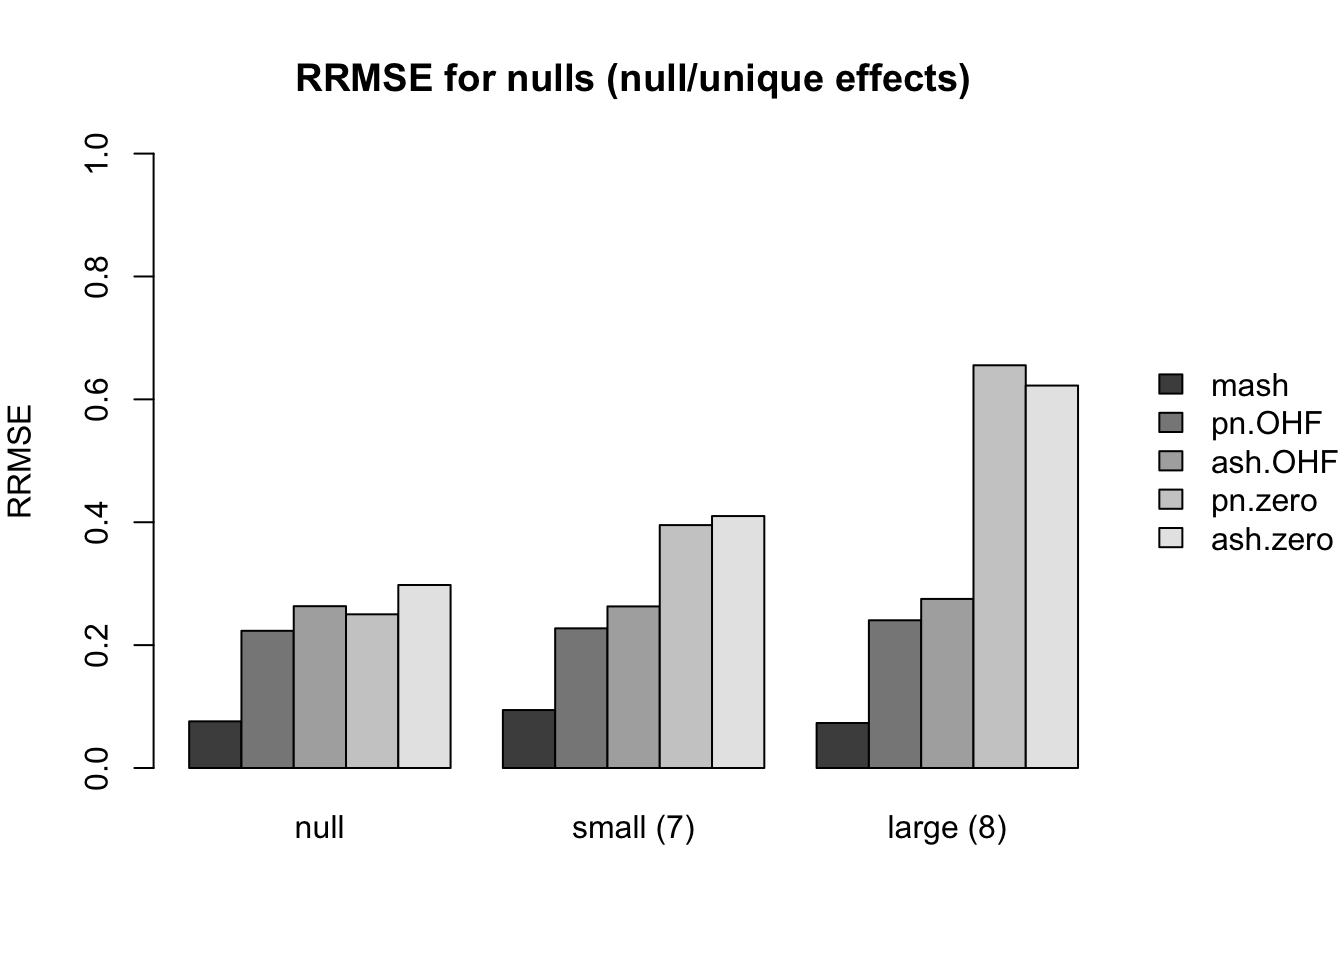 RRMSE for nulls (null/unique effects)
RRMSE
1.0
0.8
0.6
0.4
0.2
0.0
null
small (7)
large (8)
mash
pn.OHF
ash.OHF
pn.zero
ash.zero